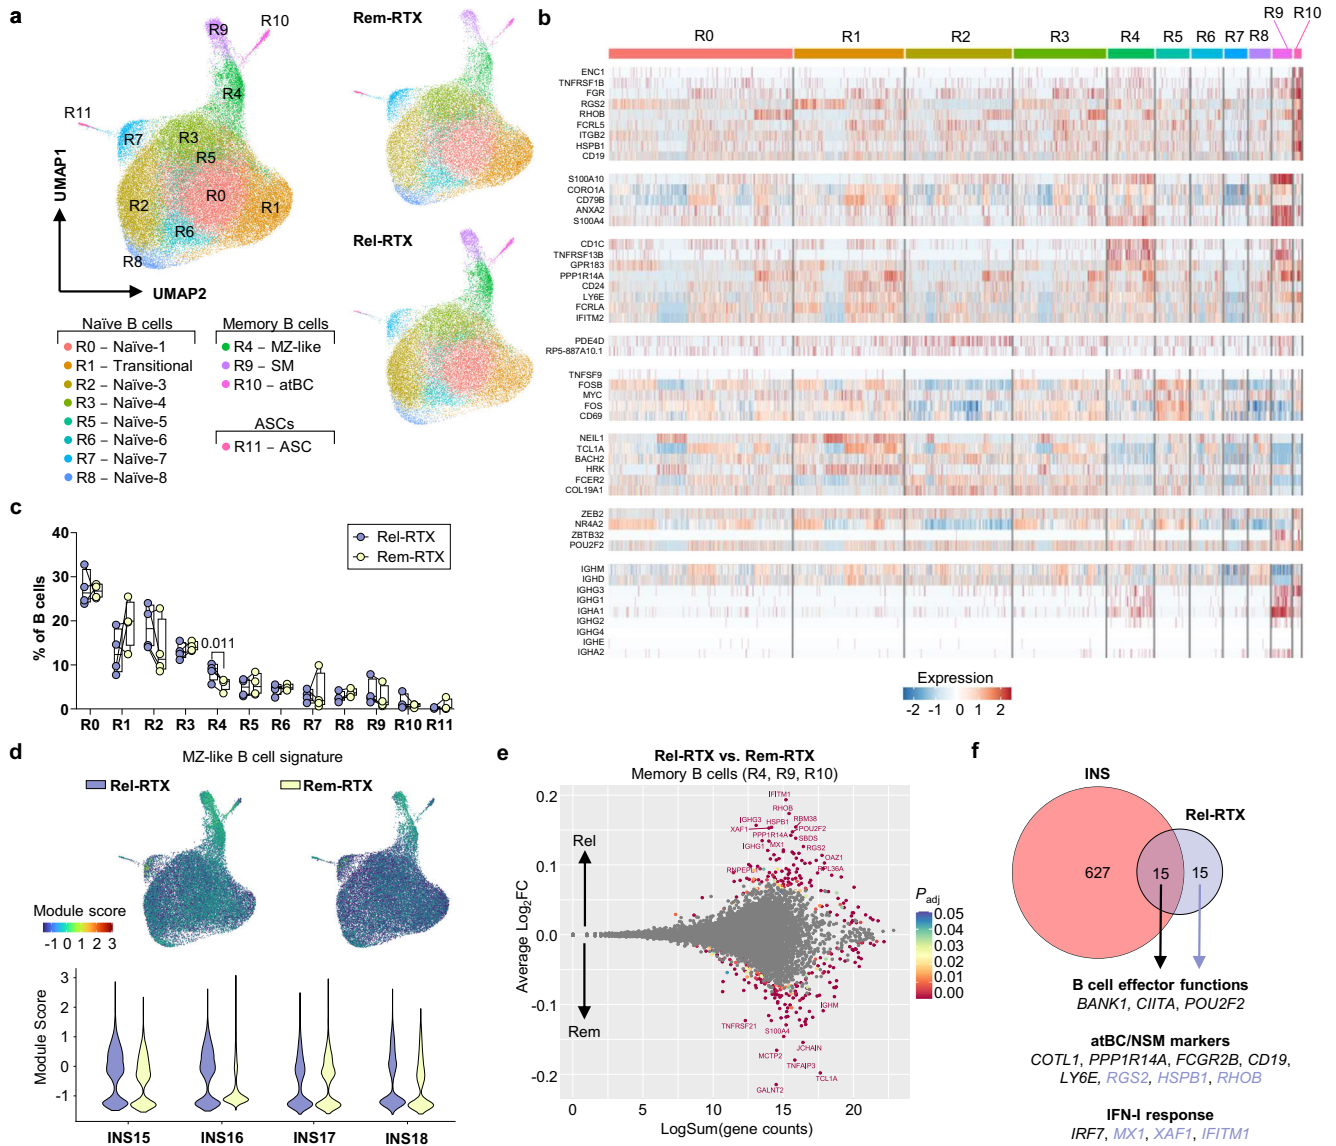 a
R9
R10
Rem-RTX
R4
R11
R7
R3
R5
R0
R2
R1
R6
R8
UMAP1
UMAP2
Rel-RTX
Naïve B cells
R0 – Naïve-1
R1 – Transitional
R2 – Naïve-3
R3 – Naïve-4
R5 – Naïve-5
R6 – Naïve-6
R7 – Naïve-7
R8 – Naïve-8
Memory B cells
R4 – MZ-like
R9 – SM
R10 – atBC
ASCs
R11 – ASC
b
R9
R10
R0 R1 R2 R3 R4 R5 R6 R7 R8
ENC1
TNFRSF1B
FGR
RGS2
RHOB
FCRL5
ITGB2
HSPB1
CD19
S100A10
CORO1A
CD79B
ANXA2
S100A4
CD1C
TNFRSF13B
GPR183
PPP1R14A
CD24
LY6E
FCRLA
IFITM2
PDE4D
RP5-887A10.1
TNFSF9
FOSB
MYC
FOS
CD69
NEIL1
TCL1A
BACH2
HRK
FCER2
COL19A1
ZEB2
NR4A2
ZBTB32
POU2F2
IGHM
IGHD
IGHG3
IGHG1
IGHA1
IGHG2
IGHG4
IGHE
IGHA2
Expression
-2 -1 0 1 2
c
% of B cells
40
30
20
10
0
Rel-RTX
Rem-RTX
0.011
R0 R1 R2 R3 R4 R5 R6 R7 R8 R9 R10 R11
d
MZ-like B cell signature
Rel-RTX
Rem-RTX
Module score
-1 0 1 2 3
Module Score
3
2
1
0
-1
INS15 INS16 INS17 INS18
e
Rel-RTX vs. Rem-RTX
Memory B cells (R4, R9, R10)
Average Log2FC
0.2
0.1
0.0
-0.1
-0.2
Rel
Rem
IFITM1
RHOB
IGHG3
HSPB1
RBM38
XAF1
POU2F2
PPP1R14A
SBDS
IGHG1
MX1
RGS2
OAZ1
RNPEPL1
RPL36A
IGHM
TNFRSF21
S100A4
JCHAIN
MCTP2
TNFAIP3
TCL1A
GALNT2
0 5 10 15 20
LogSum(gene counts)
Padj
0.05
0.04
0.03
0.02
0.01
0.00
f
INS
Rel-RTX
627
15
15
B cell effector functions
BANK1, CIITA, POU2F2
atBC/NSM markers
COTL1, PPP1R14A, FCGR2B, CD19,
LY6E, RGS2, HSPB1, RHOB
IFN-I response
IRF7, MX1, XAF1, IFITM1